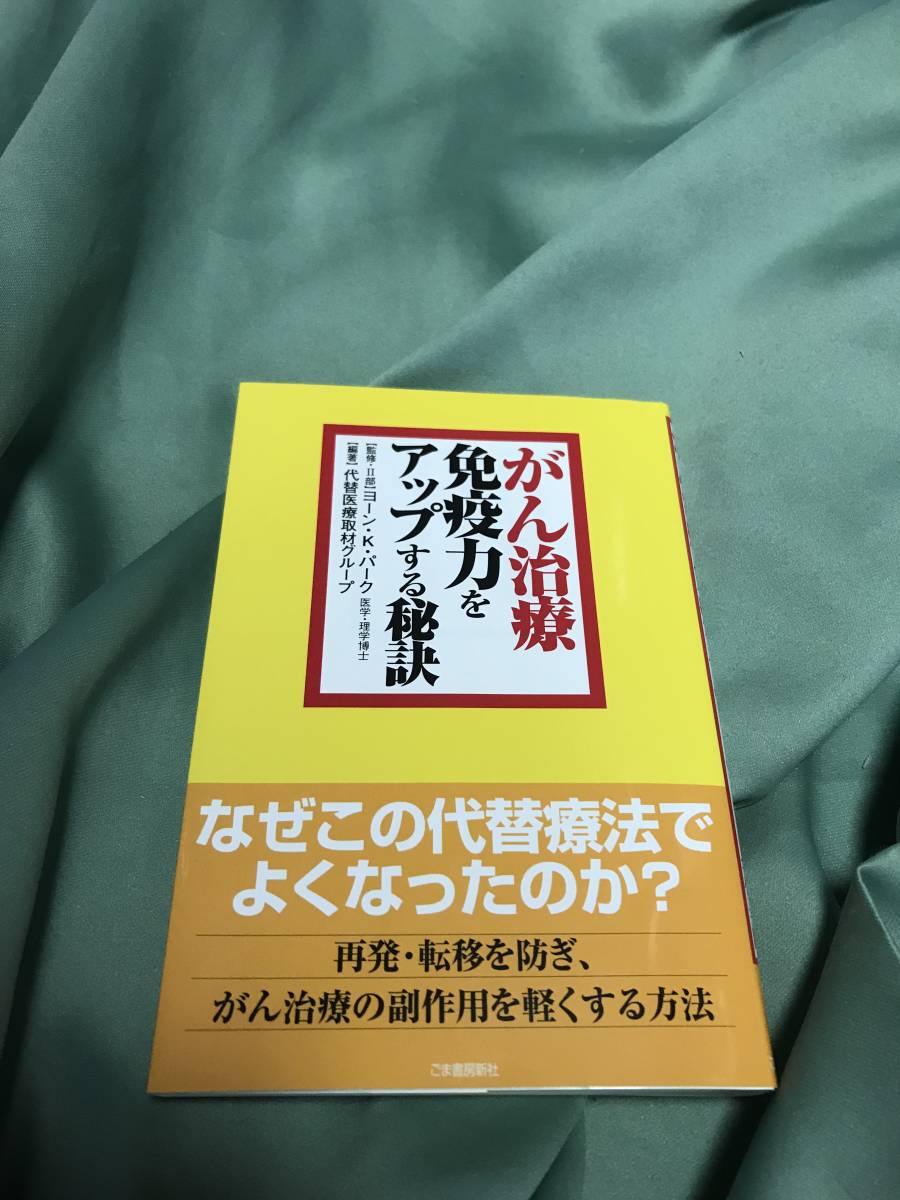 がん治療
免疫力を
アップする秘訣
【監修・II部】ヨーン・K・パーク 医学・理学博士
【編著】代替医療取材グループ
なぜこの代替療法で
よくなったのか?
再発・転移を防ぎ、
がん治療の副作用を軽くする方法
ごま書房新社